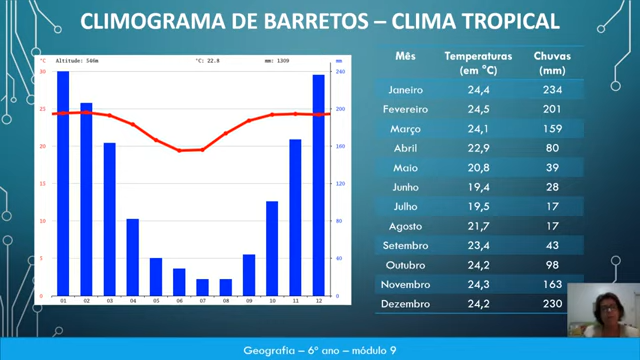 CLIMOGRAMA DE BARRETOS – CLIMA TROPICAL
°C Altitude: 546m °C: 22.8 mm: 1309 mm
30 240
25 200
20 160
15 120
10 80
5 40
0 0
01 02 03 04 05 06 07 08 09 10 11 12
Mês Temperaturas (em °C) Chuvas (mm)
Janeiro 24,4 234
Fevereiro 24,5 201
Março 24,1 159
Abril 22,9 80
Maio 20,8 39
Junho 19,4 28
Julho 19,5 17
Agosto 21,7 17
Setembro 23,4 43
Outubro 24,2 98
Novembro 24,3 163
Dezembro 24,2 230
Geografia – 6º ano – módulo 9